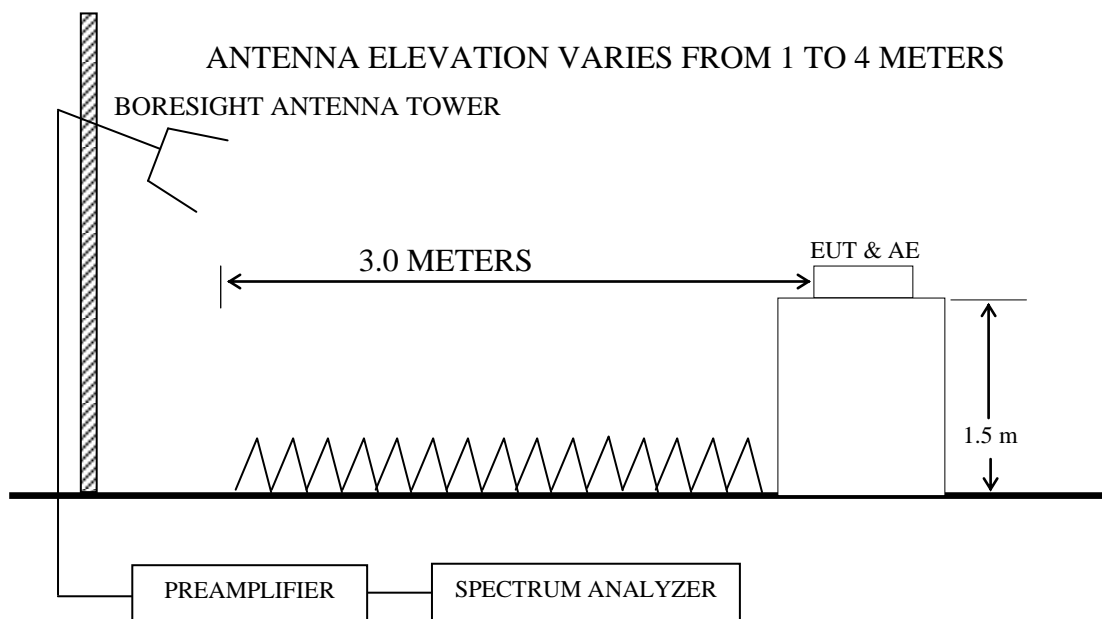 ANTENNA ELEVATION VARIES FROM 1 TO 4 METERS
BORESIGHT ANTENNA TOWER
3.0 METERS
EUT & AE
1.5 m
PREAMPLIFIER
SPECTRUM ANALYZER